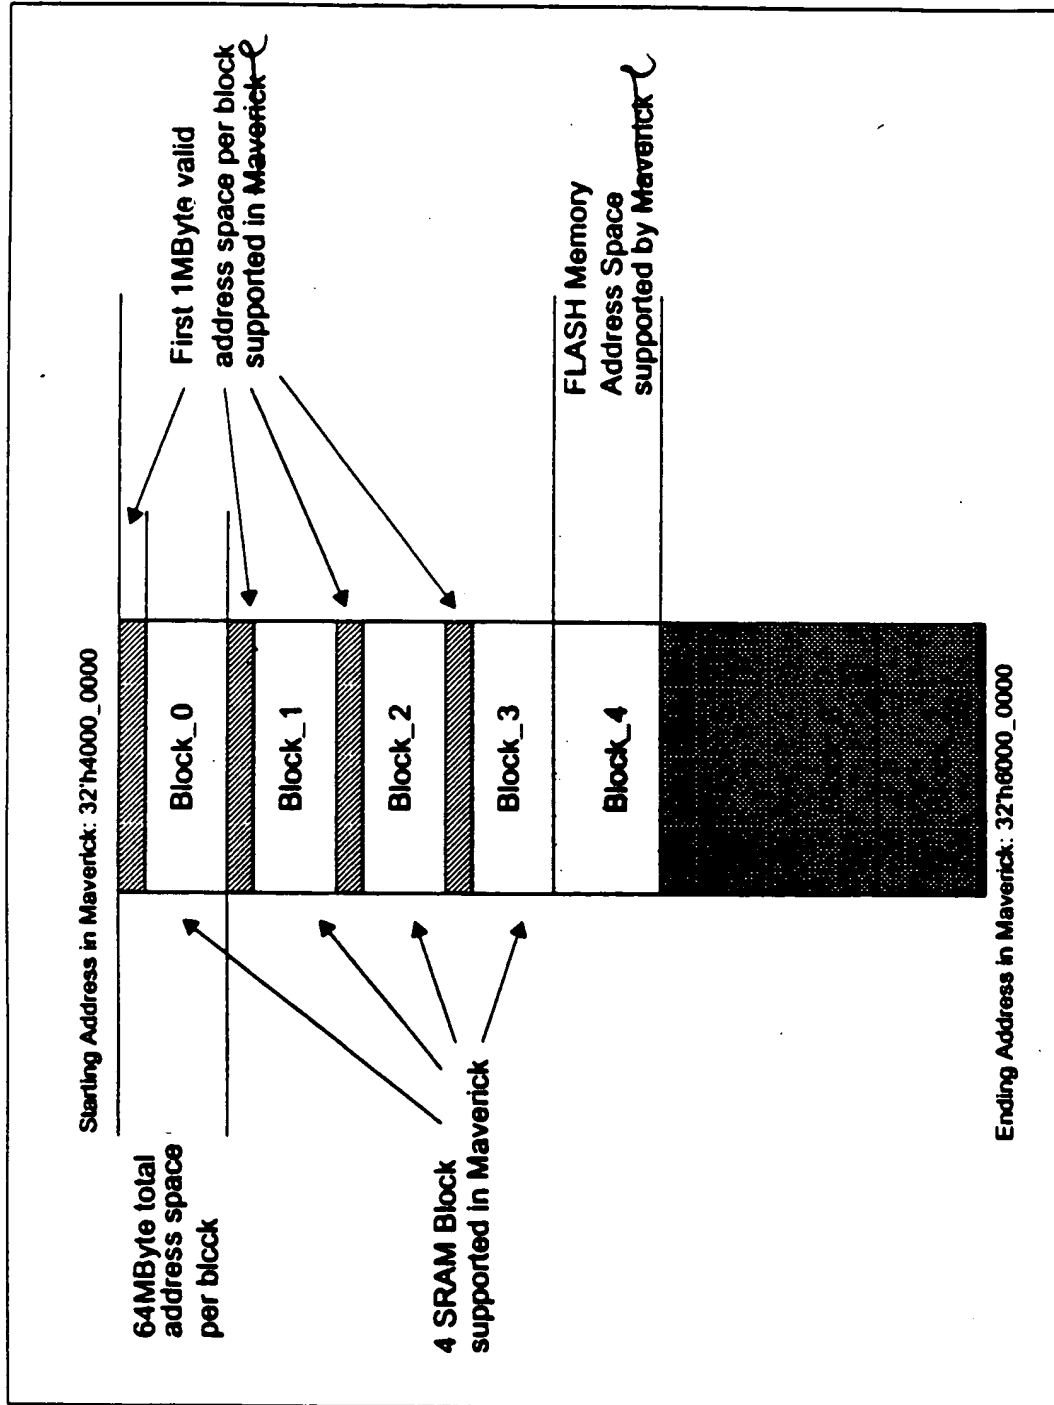 Starting Address in Maverick: 32'h4000_0000
64MByte total
address space
per block
First 1MByte valid
address space per block
supported in Maverick
Block_0
Block_1
Block_2
Block_3
Block_4
4 SRAM Block
supported in Maverick
FLASH Memory
Address Space
supported by Maverick
Ending Address in Maverick: 32'h6000_0000